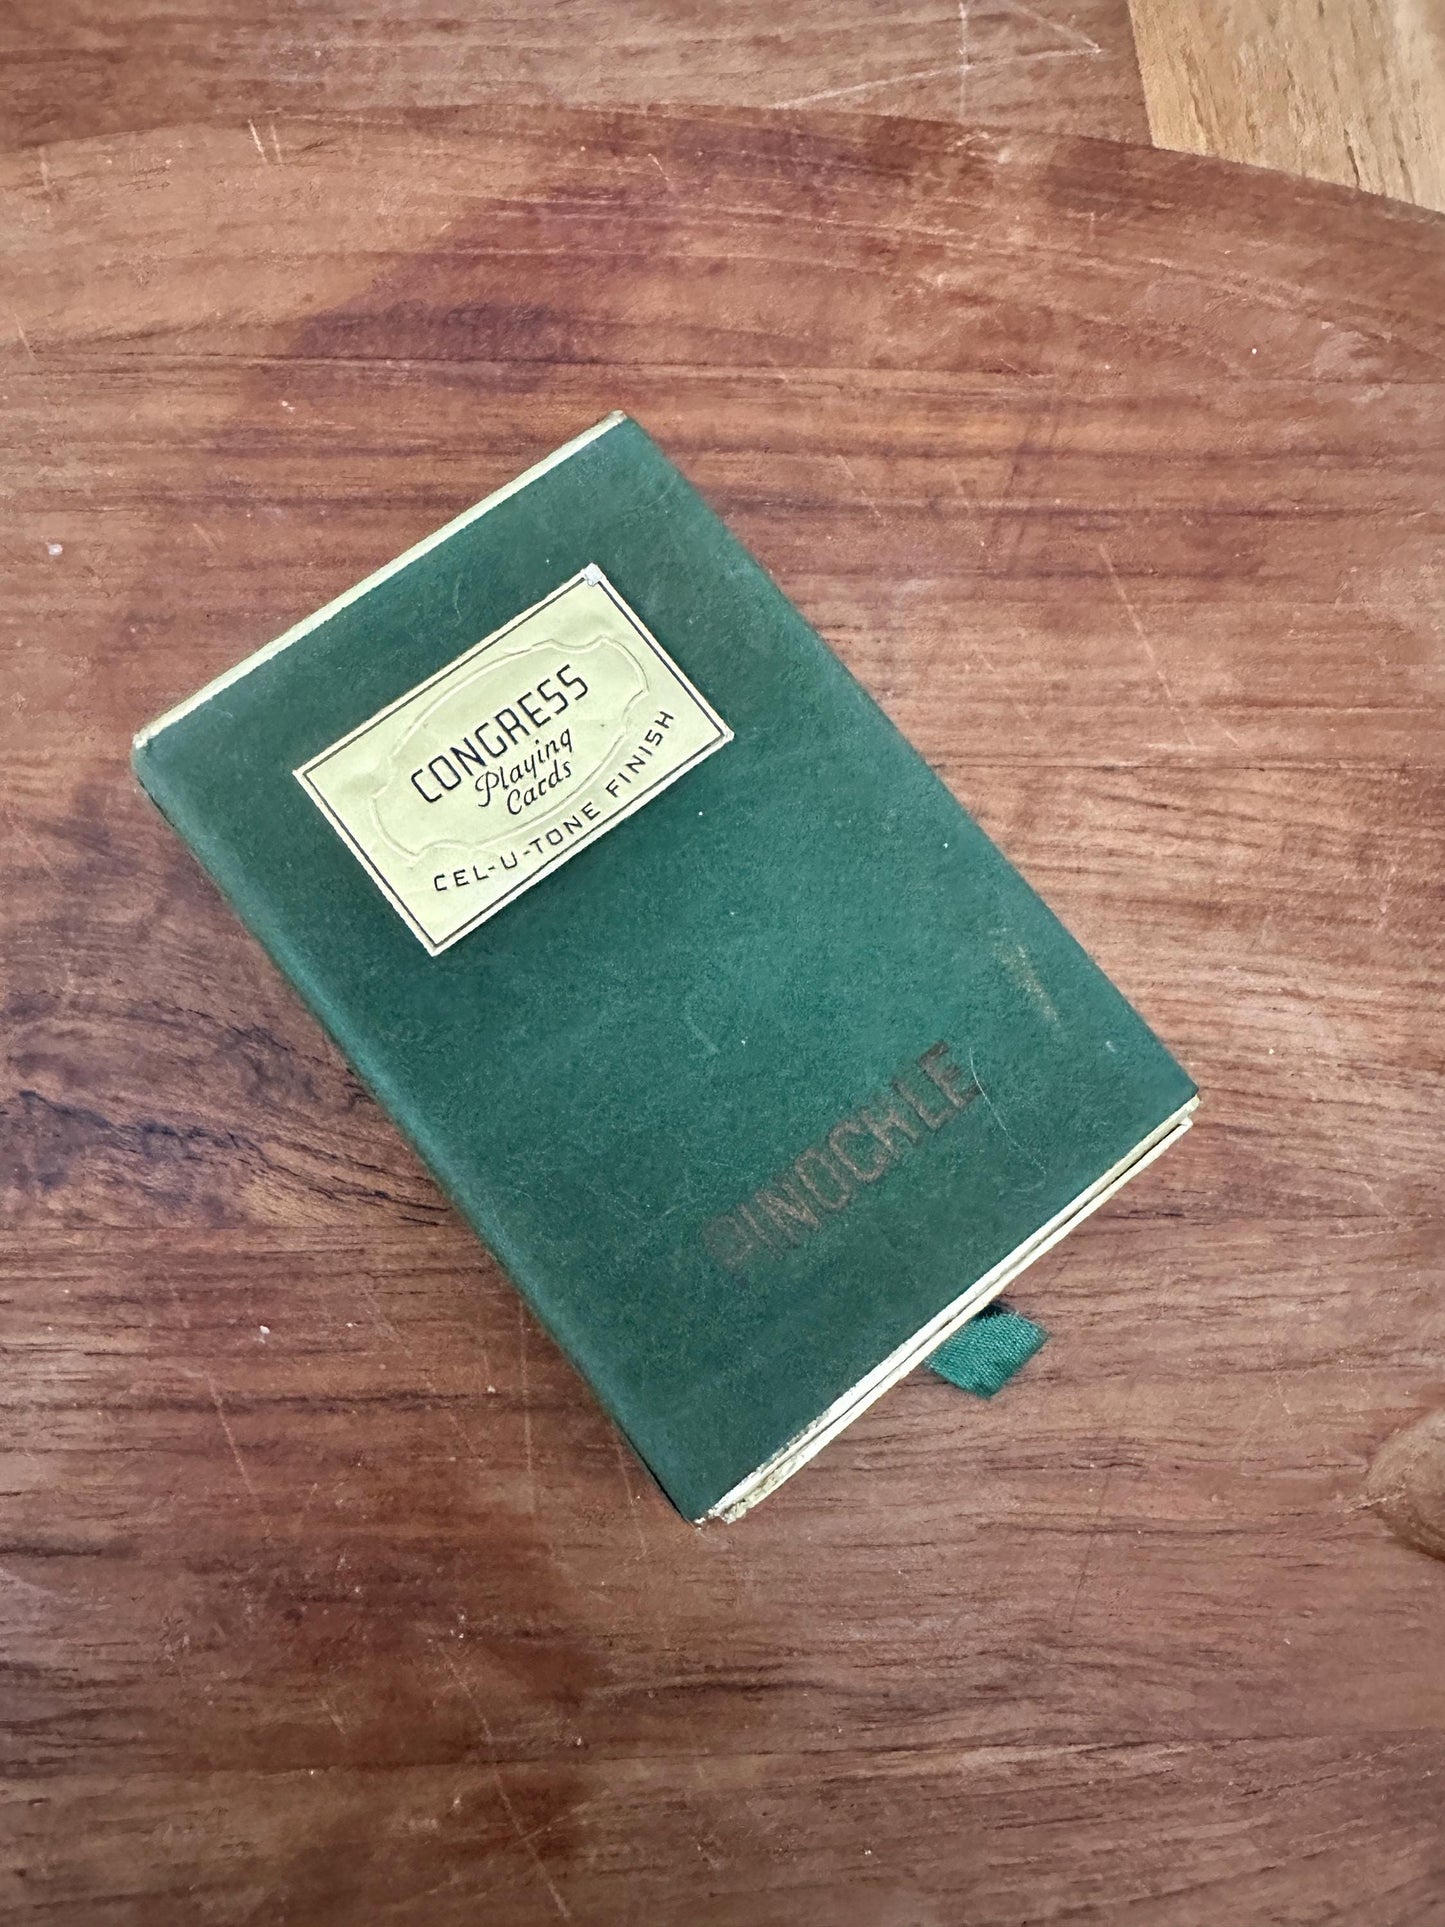 CONGRESS
Playing
Cards
CEL-U-TONE FINISH
PINOCHLE